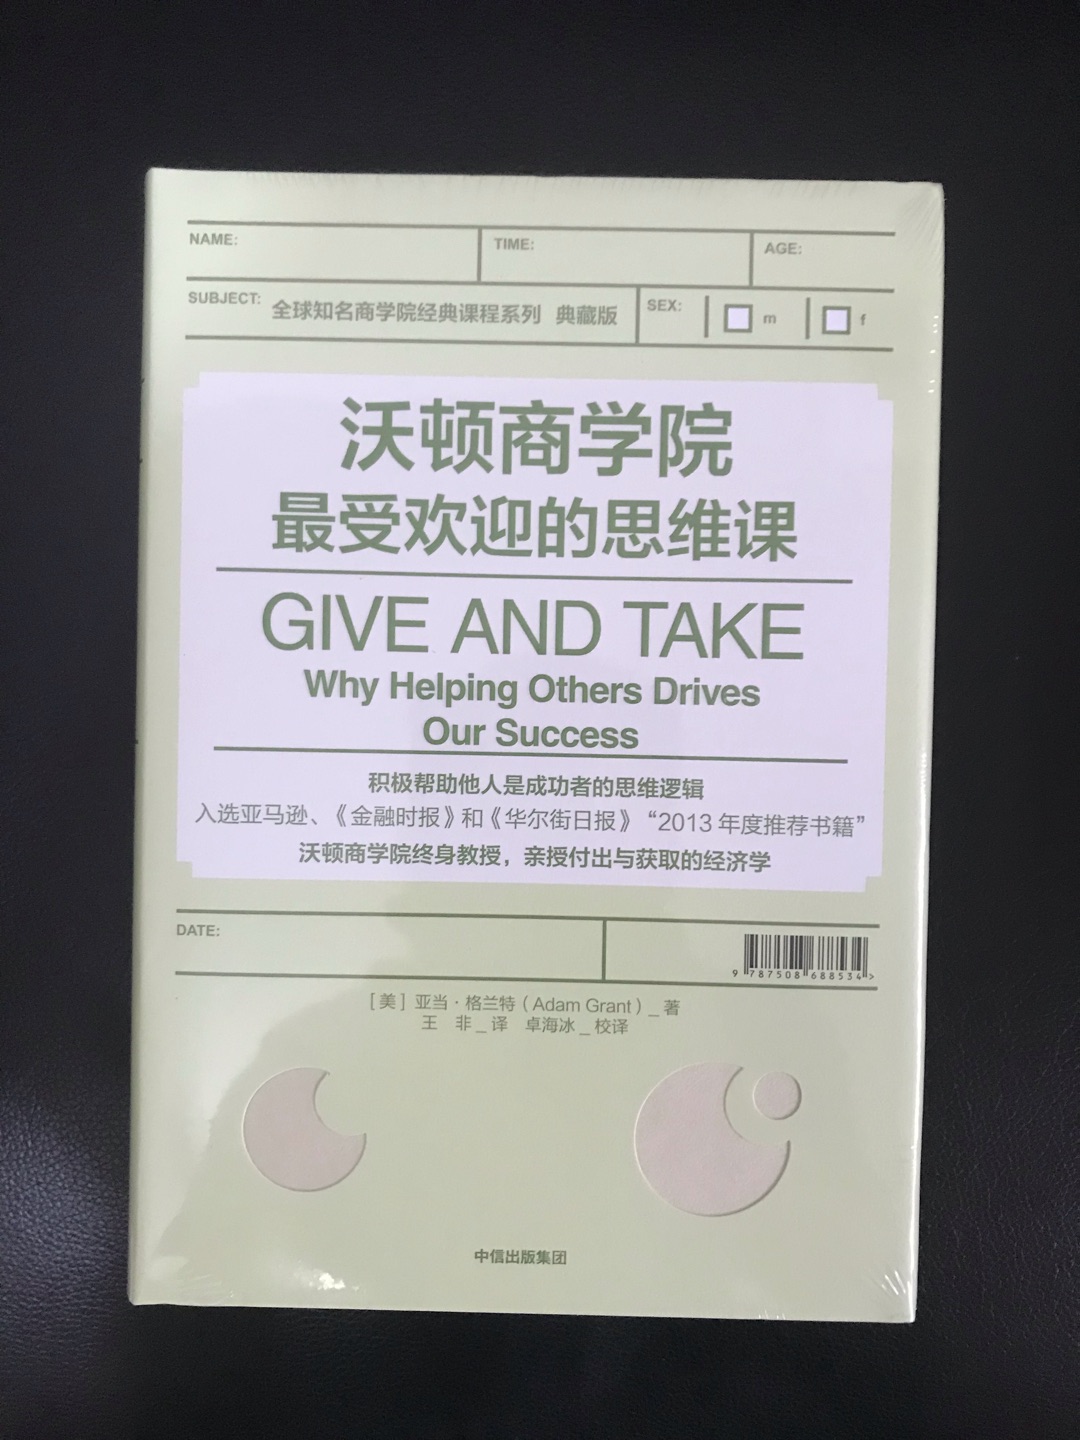 NAME: TIME: AGE:
SUBJECT: 全球知名商学院经典课程系列 典藏版 SEX: m f
沃顿商学院
最受欢迎的思维课
GIVE AND TAKE
Why Helping Others Drives
Our Success
积极帮助他人是成功者的思维逻辑
入选亚马逊、《金融时报》和《华尔街日报》“2013 年度推荐书籍”
沃顿商学院终身教授，亲授付出与获取的经济学
DATE:
9 787508 688534 >
［美］亚当·格兰特（Adam Grant）_ 著
王 非 _ 译 卓海冰 _ 校译
中信出版集团